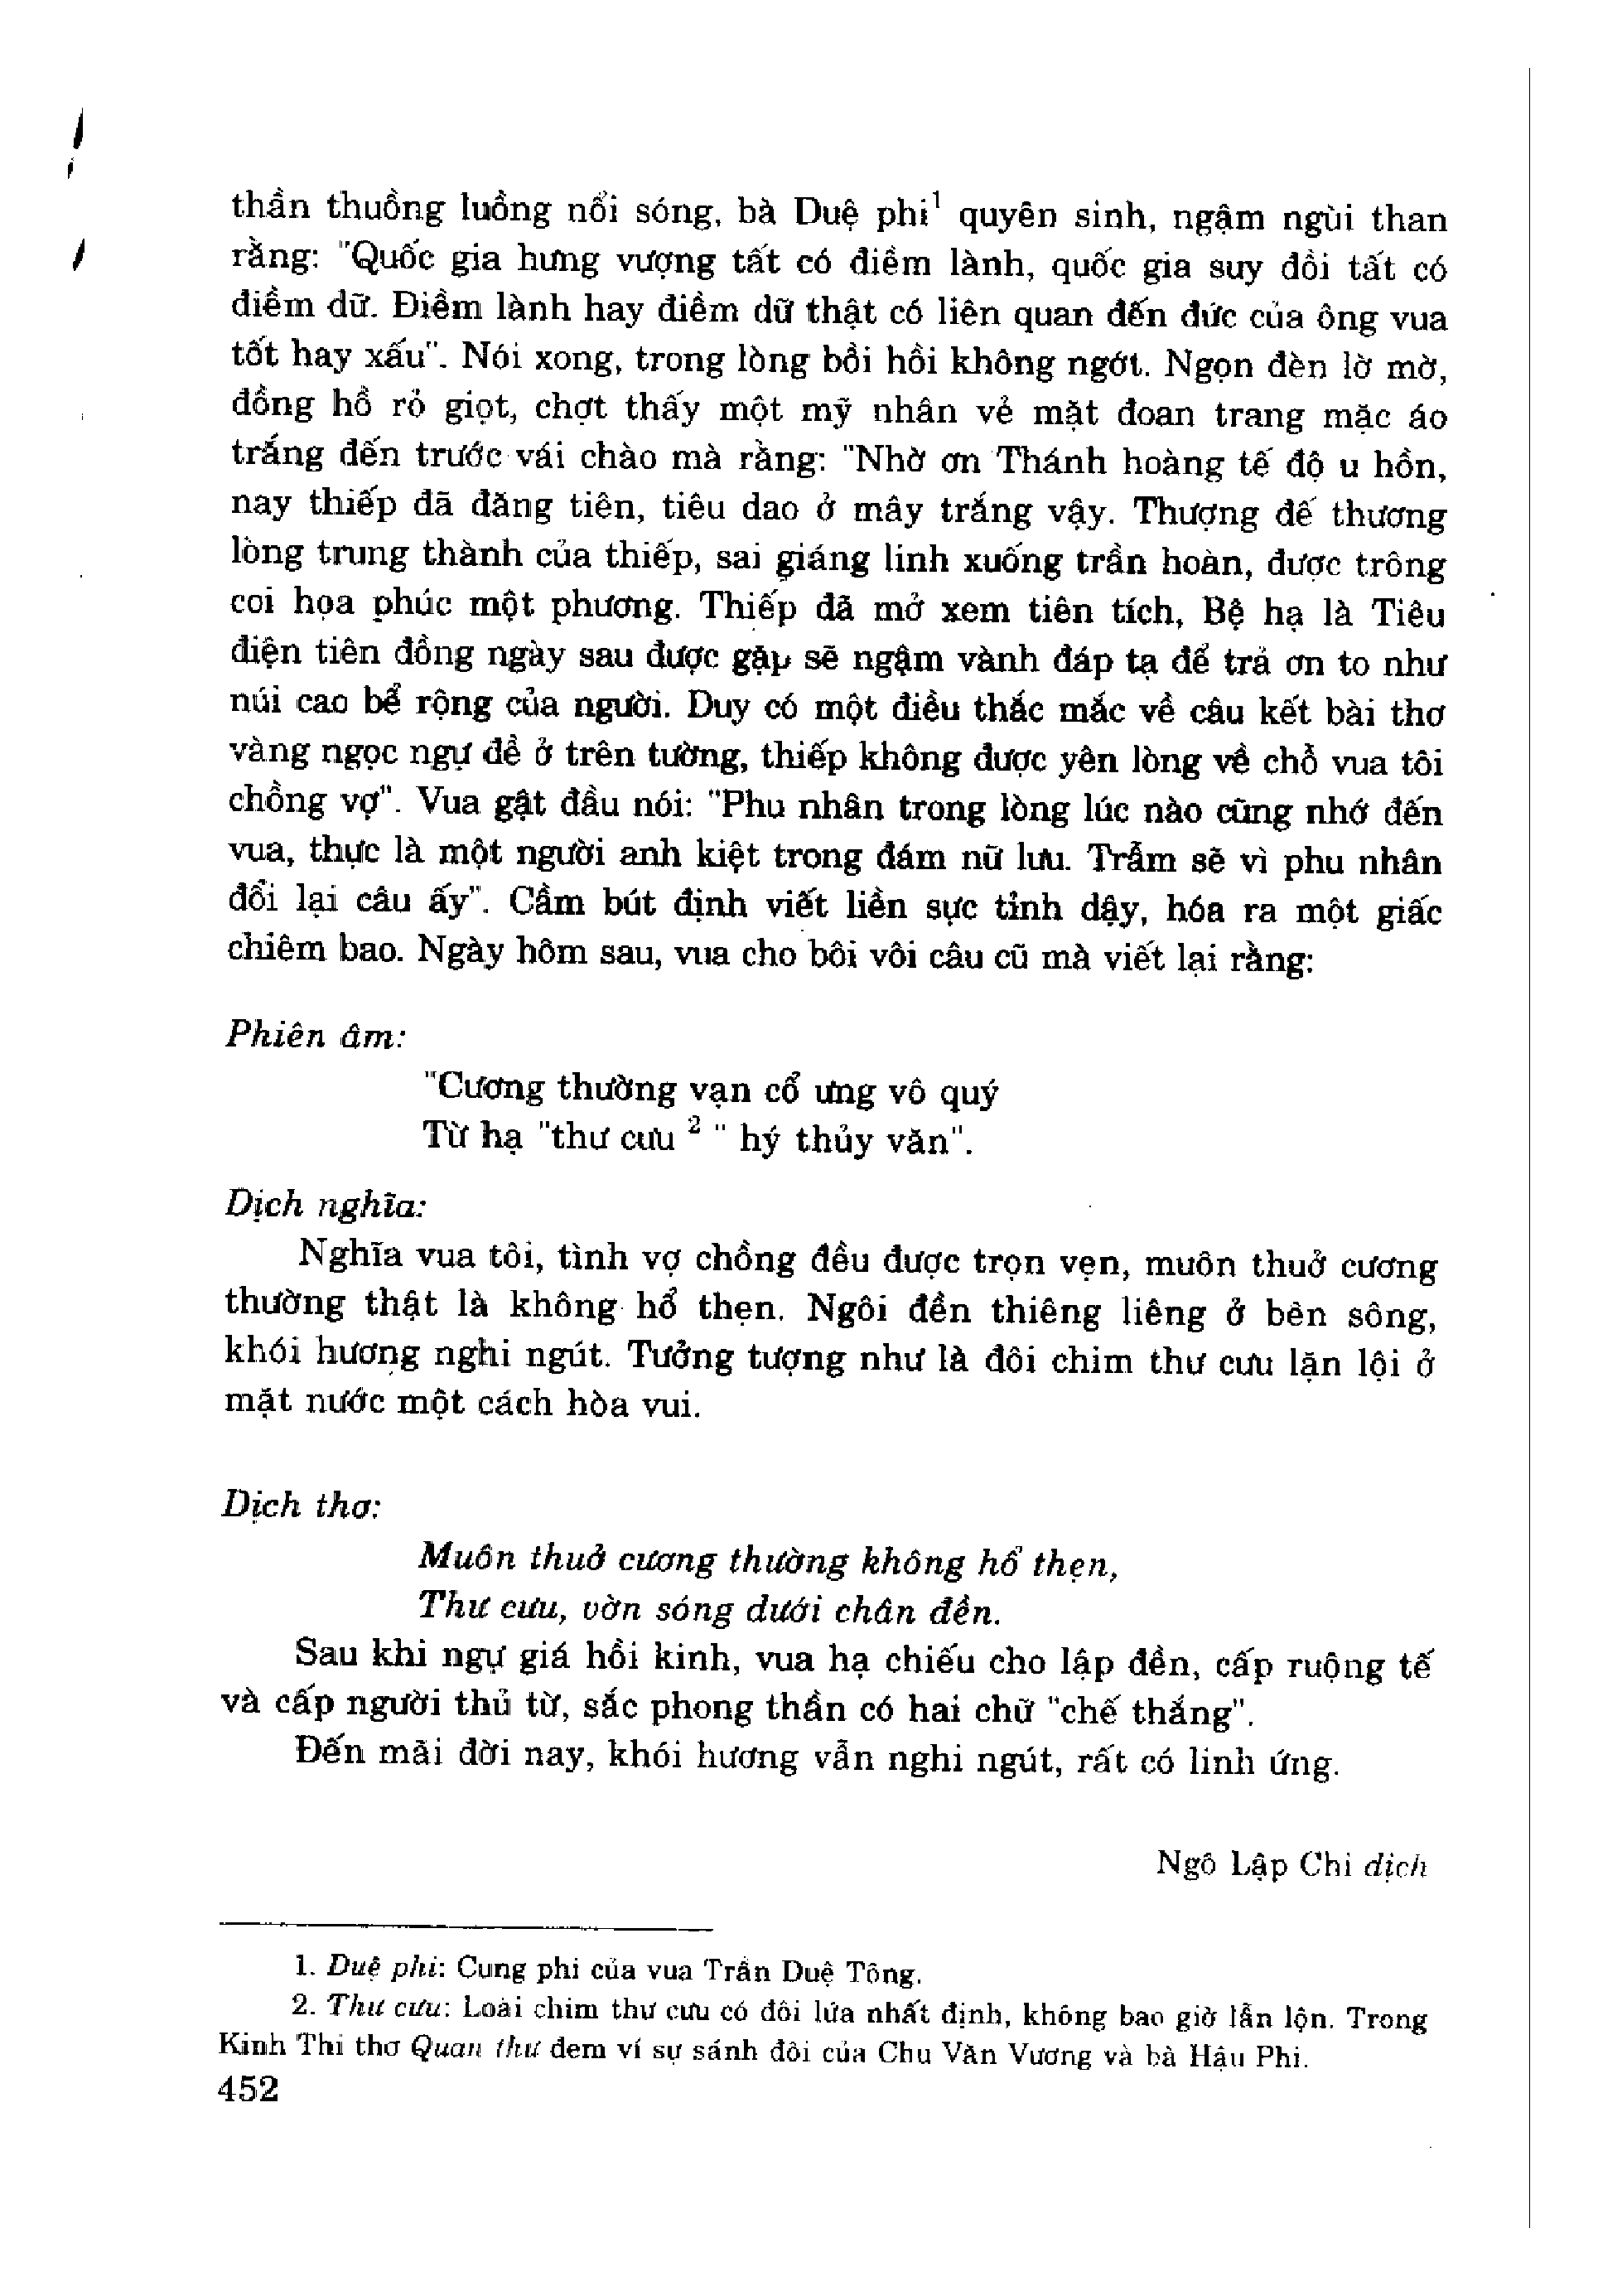 thần thuồng luồng nổi sóng, bà Duệ phi¹ quyên sinh, ngậm ngùi than
rằng: "Quốc gia hưng vượng tất có điềm lành, quốc gia suy đồi tất có
điềm dữ. Điềm lành hay điềm dữ thật có liên quan đến đức của ông vua
tốt hay xấu". Nói xong, trong lòng bồi hồi không ngớt. Ngọn đèn lờ mờ,
đồng hồ rỏ giọt, chợt thấy một mỹ nhân vẻ mặt đoan trang mặc áo
trắng đến trước vái chào mà rằng: "Nhờ ơn Thánh hoàng tế độ u hồn,
nay thiếp đã đăng tiên, tiêu dao ở mây trắng vậy. Thượng đế thương
lòng trung thành của thiếp, sai giáng linh xuống trần hoàn, được trông
coi họa phúc một phương. Thiếp đã mở xem tiên tích, Bệ hạ là Tiêu
điện tiên đồng ngày sau được gặp sẽ ngậm vành đáp tạ để trả ơn to như
núi cao bể rộng của người. Duy có một điều thắc mắc về câu kết bài thơ
vàng ngọc ngự đề ở trên tường, thiếp không được yên lòng về chỗ vua tôi
chồng vợ". Vua gật đầu nói: "Phu nhân trong lòng lúc nào cũng nhớ đến
vua, thực là một người anh kiệt trong đám nữ lưu. Trẫm sẽ vì phu nhân
đổi lại câu ấy". Cầm bút định viết liền sực tỉnh dậy, hóa ra một giấc
chiêm bao. Ngày hôm sau, vua cho bôi vôi câu cũ mà viết lại rằng:
Phiên âm:
"Cương thường vạn cổ ưng vô quý
Từ hạ "thư cưu ² " hý thủy văn".
Dịch nghĩa:
Nghĩa vua tôi, tình vợ chồng đều được trọn vẹn, muôn thuở cương
thường thật là không hổ thẹn. Ngôi đền thiêng liêng ở bên sông,
khói hương nghi ngút. Tưởng tượng như là đôi chim thư cưu lặn lội ở
mặt nước một cách hòa vui.
Dịch thơ:
Muôn thuở cương thường không hổ thẹn,
Thư cưu, vờn sóng dưới chân đền.
Sau khi ngự giá hồi kinh, vua hạ chiếu cho lập đền, cấp ruộng tế
và cấp người thủ từ, sắc phong thần có hai chữ "chế thắng".
Đến mãi đời nay, khói hương vẫn nghi ngút, rất có linh ứng.
Ngô Lập Chi dịch
1. Duệ phi: Cung phi của vua Trần Duệ Tông.
2. Thư cưu: Loài chim thư cưu có đôi lứa nhất định, không bao giờ lẫn lộn. Trong
Kinh Thi thơ Quan thư đem ví sự sánh đôi của Chu Văn Vương và bà Hậu Phi.
452